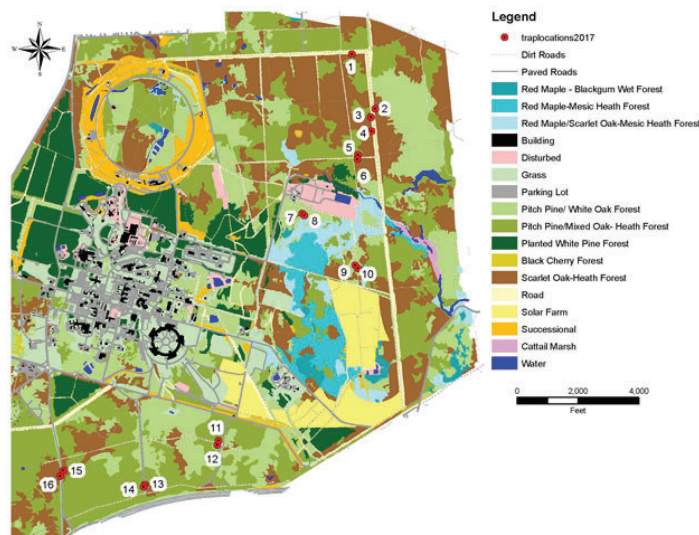 N
W E
S
1
2
3
4
5
6
7 8
9 10
11
12
15
16
14 13
Legend
traplocations2017
Dirt Roads
Paved Roads
Red Maple - Blackgum Wet Forest
Red Maple-Mesic Heath Forest
Red Maple/Scarlet Oak-Mesic Heath Forest
Building
Disturbed
Grass
Parking Lot
Pitch Pine/ White Oak Forest
Pitch Pine/Mixed Oak- Heath Forest
Planted White Pine Forest
Black Cherry Forest
Scarlet Oak-Heath Forest
Road
Solar Farm
Successional
Cattail Marsh
Water
0 2,000 4,000
Feet